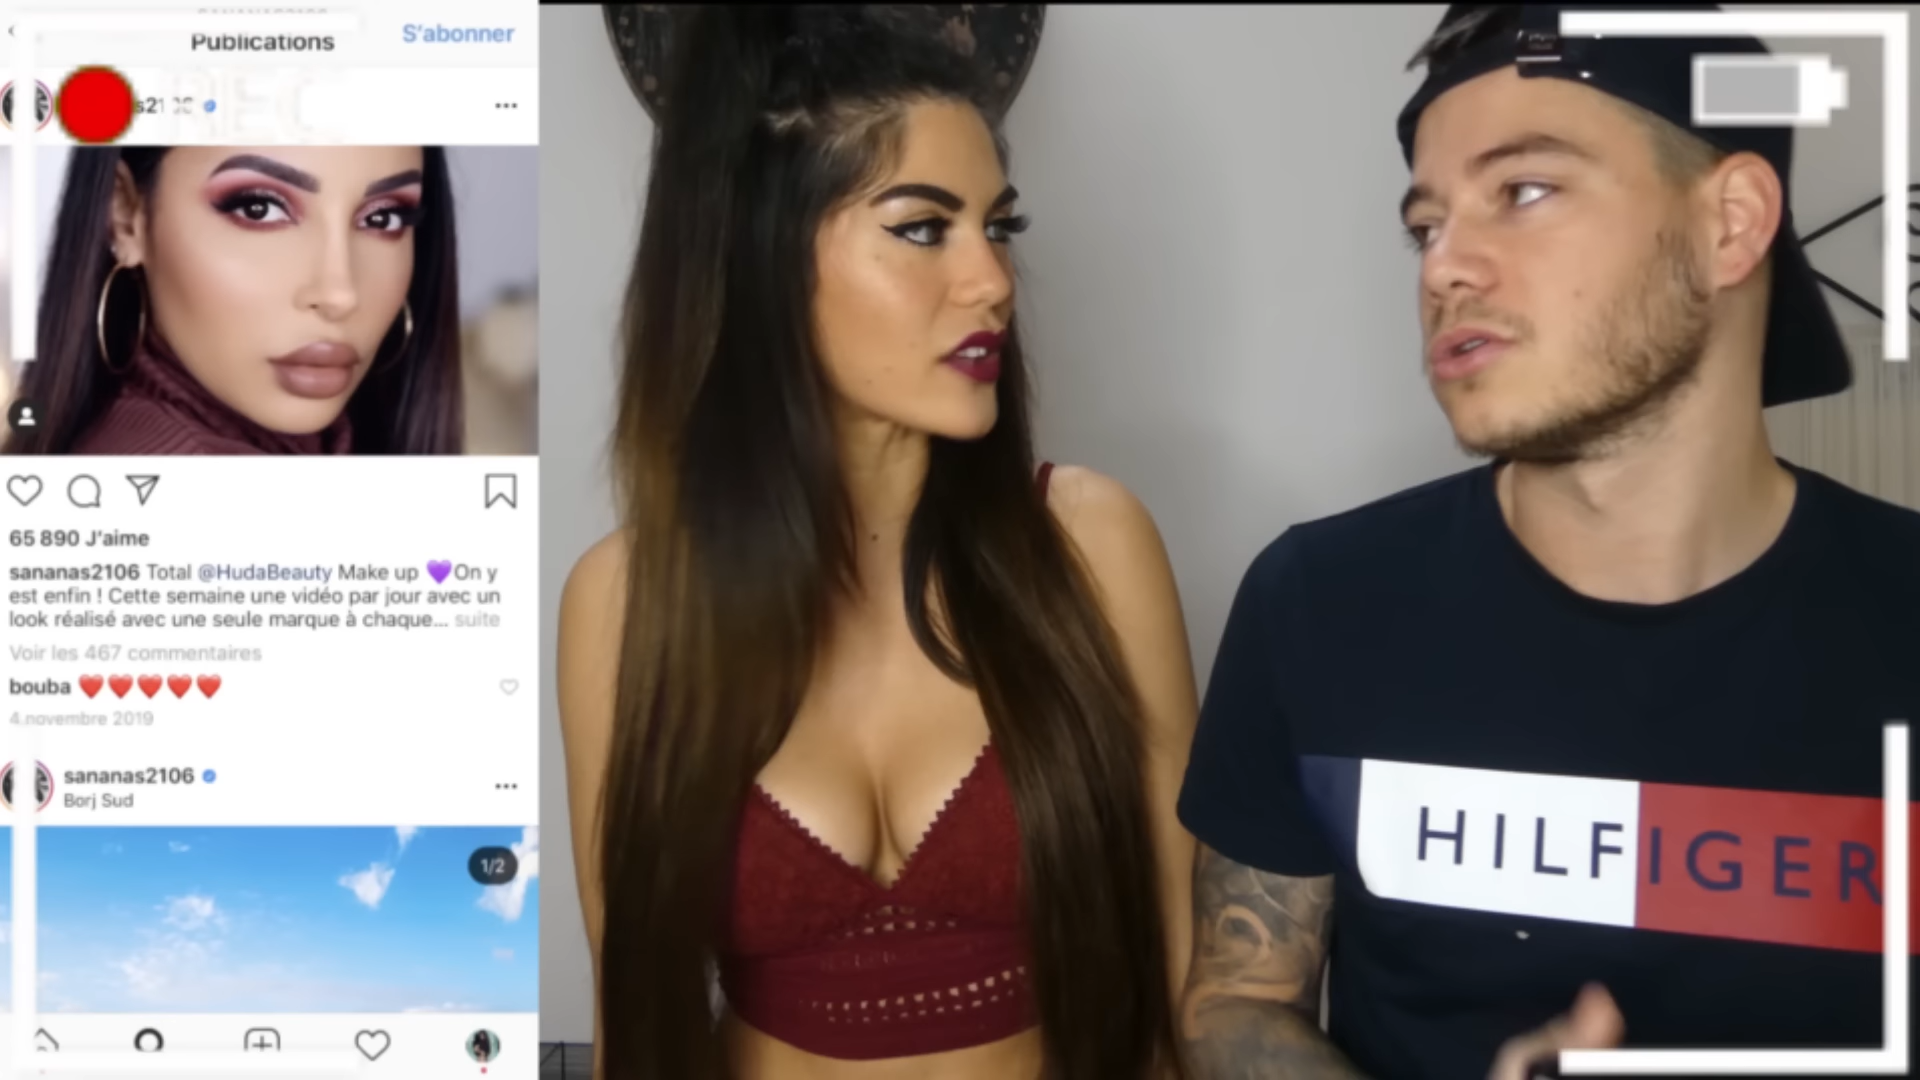 Publications
S'abonner
65 890 J'aime
sananas2106 Total @HudaBeauty Make up 💜On y
est enfin ! Cette semaine une vidéo par jour avec un
look réalisé avec une seule marque à chaque... suite
Voir les 467 commentaires
bouba ❤️❤️❤️❤️❤️
4 novembre 2019
sananas2106
Borj Sud
1/2
HILFIGER